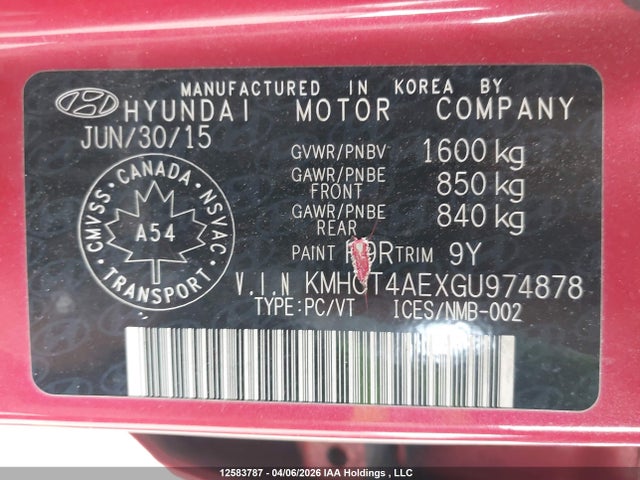 MANUFACTURED IN KOREA BY
HYUNDAI MOTOR COMPANY
JUN/30/15
GVWR/PNBV 1600 kg
GAWR/PNBE FRONT 850 kg
GAWR/PNBE REAR 840 kg
CMVSS · CANADA · NSVAC
A54
TRANSPORT
PAINT TRIM 9Y
V.I.N
TYPE:PC/VT ICES/NMB-002
12583787 - 04/06/2026 IAA Holdings , LLC